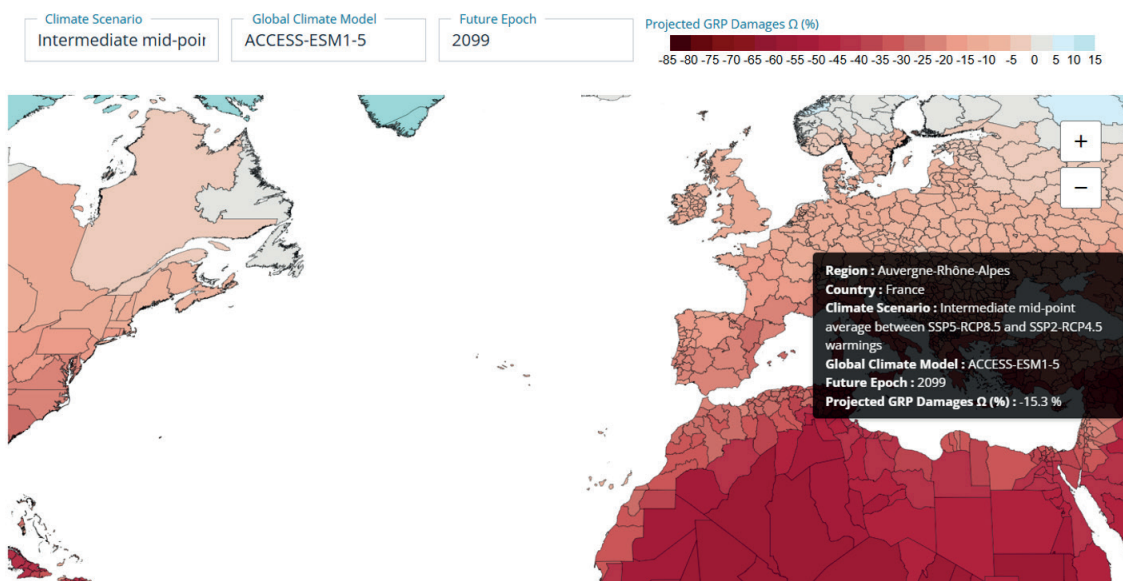 Climate Scenario
Global Climate Model
Future Epoch
Intermediate mid-poir
ACCESS-ESM1-5
2099
Projected GRP Damages Ω (%)
-85 -80 -75 -70 -65 -60 -55 -50 -45 -40 -35 -30 -25 -20 -15 -10 -5 0 5 10 15
+
−
Region : Auvergne-Rhône-Alpes
Country : France
Climate Scenario : Intermediate mid-point
average between SSP5-RCP8.5 and SSP2-RCP4.5
warmings
Global Climate Model : ACCESS-ESM1-5
Future Epoch : 2099
Projected GRP Damages Ω (%) : -15.3 %